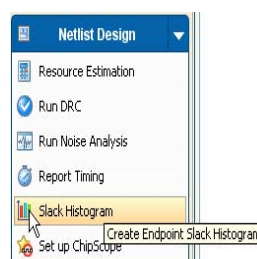 Netlist Design
Resource Estimation
Run DRC
Run Noise Analysis
Report Timing
Slack Histogram
Create Endpoint Slack Histogram
Set up ChipScope